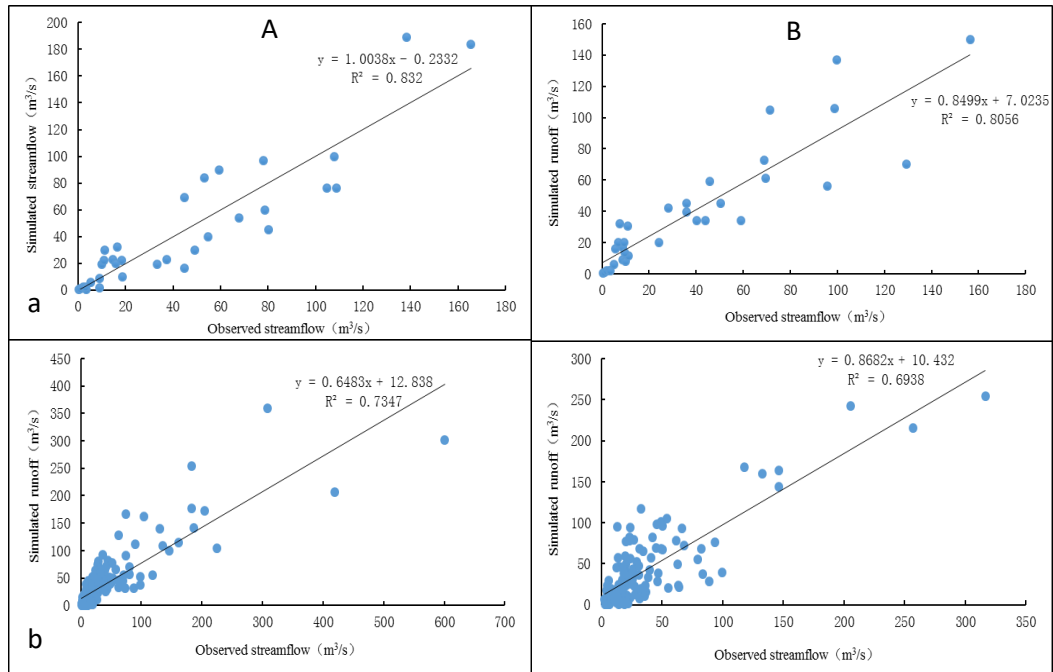 A
200
180
160
140
120
100
80
60
40
20
0
Simulated streamflow (m³/s)
y = 1.0038x - 0.2332
R² = 0.832
0 20 40 60 80 100 120 140 160 180
Observed streamflow (m³/s)
a
B
160
140
120
100
80
60
40
20
0
Simulated runoff (m³/s)
y = 0.8499x + 7.0235
R² = 0.8056
0 20 40 60 80 100 120 140 160 180
Observed streamflow (m³/s)
450
400
350
300
250
200
150
100
50
0
Simulated runoff (m³/s)
y = 0.6483x + 12.838
R² = 0.7347
0 100 200 300 400 500 600 700
Observed streamflow (m³/s)
b
300
250
200
150
100
50
0
Simulated runoff (m³/s)
y = 0.8682x + 10.432
R² = 0.6938
0 50 100 150 200 250 300 350
Observed streamflow (m³/s)